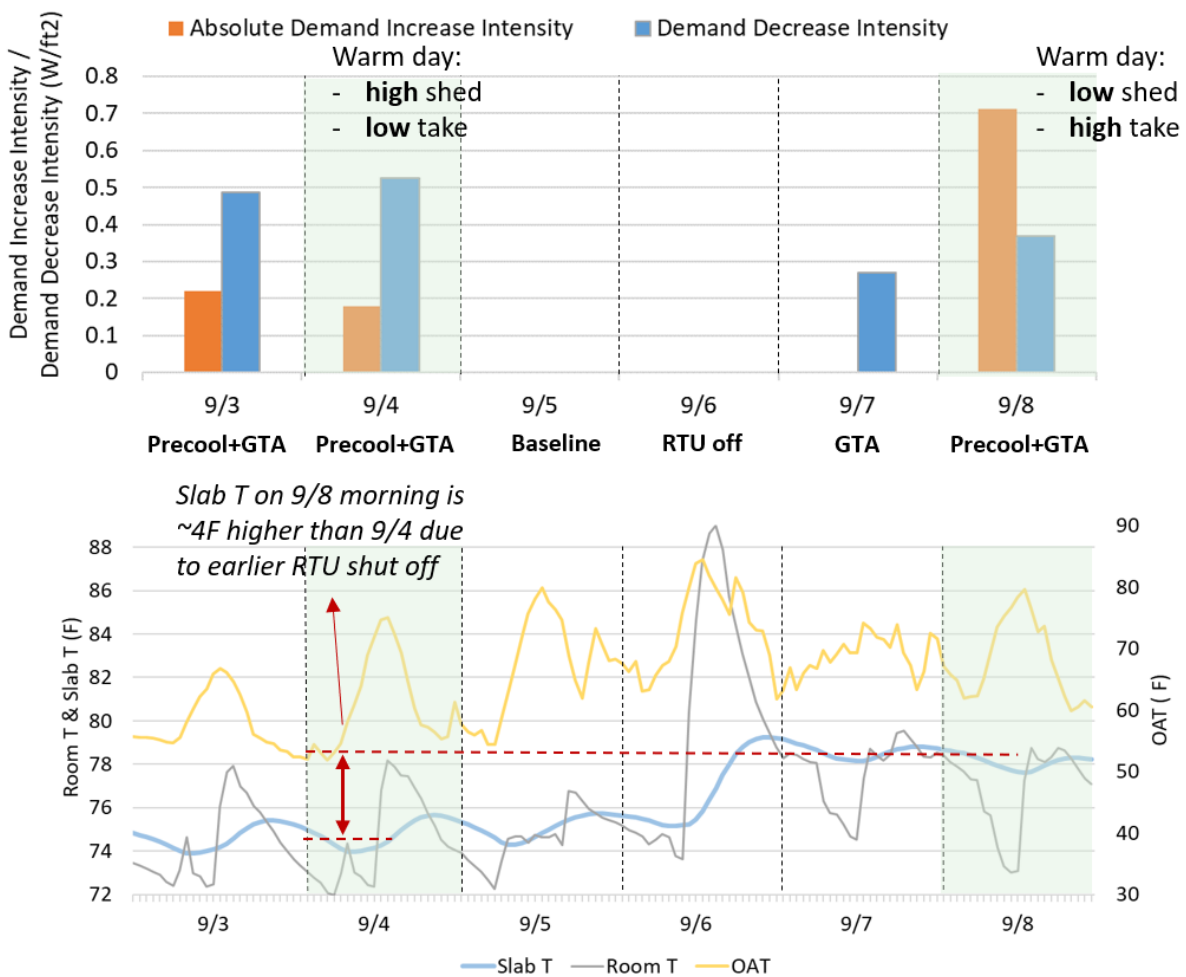 Absolute Demand Increase Intensity
Demand Decrease Intensity
Warm day:
- high shed
- low take
Warm day:
- low shed
- high take
Demand Increase Intensity /
Demand Decrease Intensity (W/ft2)
0.8
0.7
0.6
0.5
0.4
0.3
0.2
0.1
0
9/3
9/4
9/5
9/6
9/7
9/8
Precool+GTA
Precool+GTA
Baseline
RTU off
GTA
Precool+GTA
Slab T on 9/8 morning is
~4F higher than 9/4 due
to earlier RTU shut off
Room T & Slab T (F)
88
86
84
82
80
78
76
74
72
90
80
70
60
50
40
30
OAT ( F)
9/3
9/4
9/5
9/6
9/7
9/8
Slab T
Room T
OAT